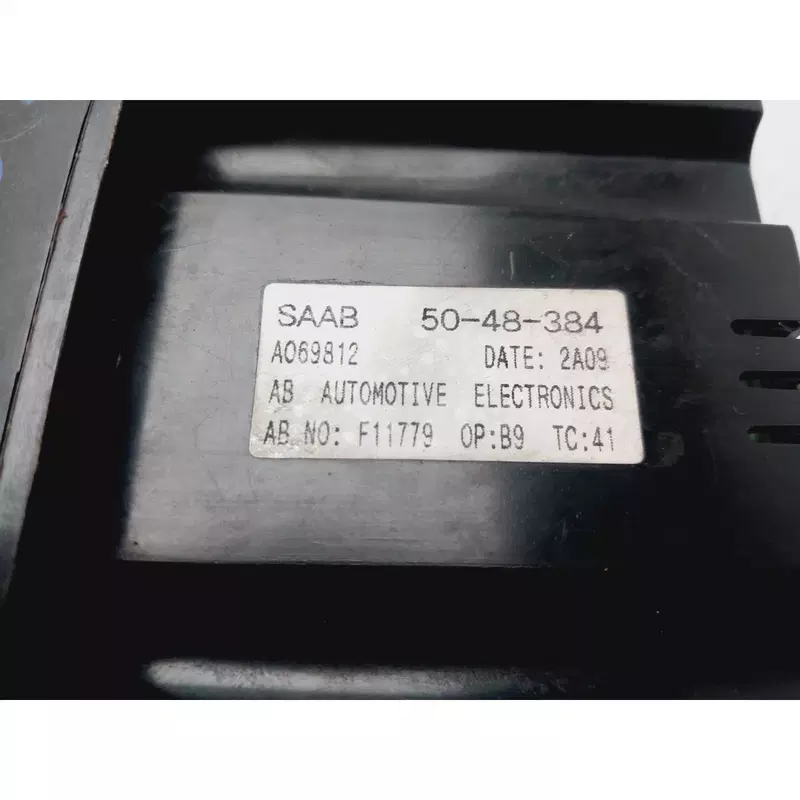 SAAB 50-48-384
A069812 DATE: 2A09
AB AUTOMOTIVE ELECTRONICS
AB NO: F11779 OP:B9 TC:41